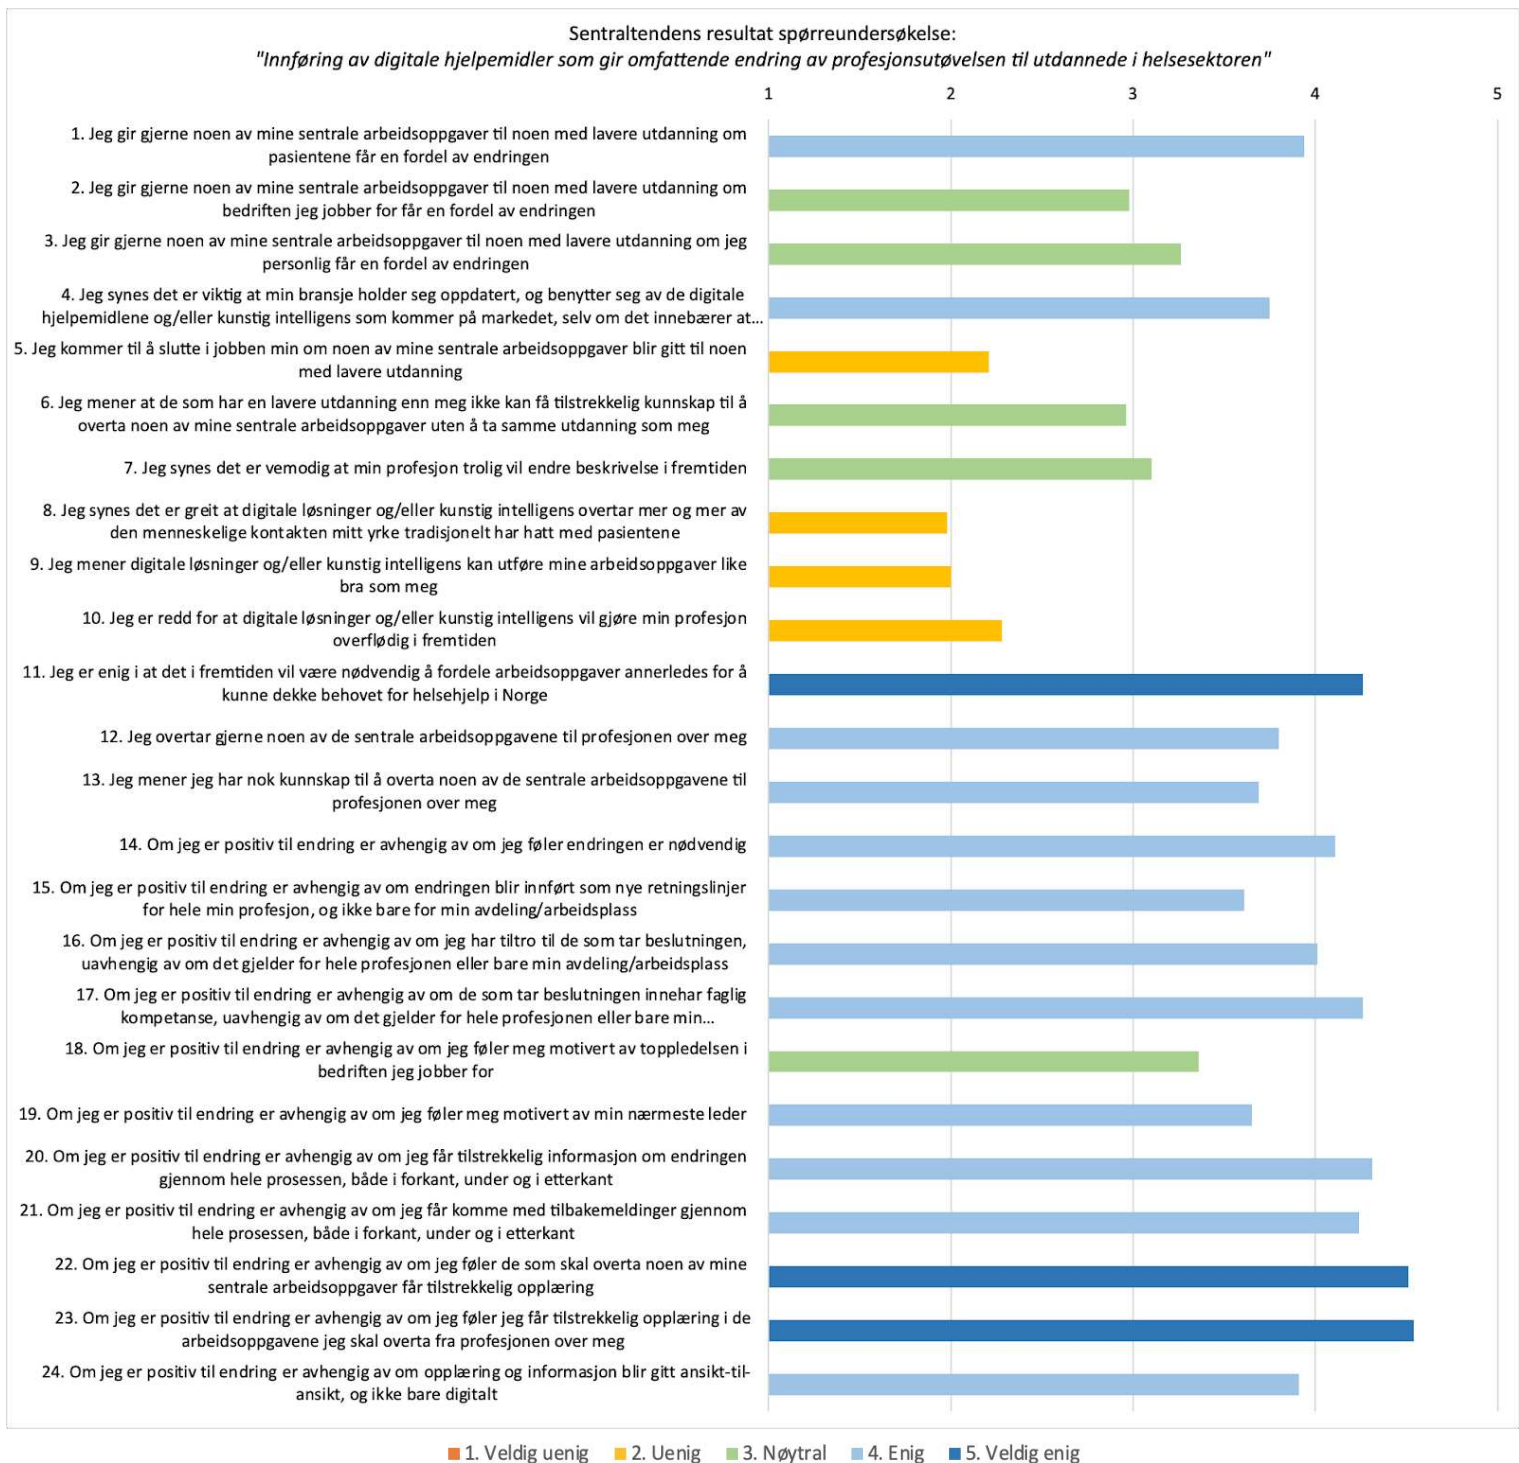 Sentraltendens resultat spørreundersøkelse:
"Innføring av digitale hjelpemidler som gir omfattende endring av profesjonsutøvelsen til utdannede i helsesektoren"
1 2 3 4 5
1. Jeg gir gjerne noen av mine sentrale arbeidsoppgaver til noen med lavere utdanning om
pasientene får en fordel av endringen
2. Jeg gir gjerne noen av mine sentrale arbeidsoppgaver til noen med lavere utdanning om
bedriften jeg jobber for får en fordel av endringen
3. Jeg gir gjerne noen av mine sentrale arbeidsoppgaver til noen med lavere utdanning om jeg
personlig får en fordel av endringen
4. Jeg synes det er viktig at min bransje holder seg oppdatert, og benytter seg av de digitale
hjelpemidlene og/eller kunstig intelligens som kommer på markedet, selv om det innebærer at...
5. Jeg kommer til å slutte i jobben min om noen av mine sentrale arbeidsoppgaver blir gitt til noen
med lavere utdanning
6. Jeg mener at de som har en lavere utdanning enn meg ikke kan få tilstrekkelig kunnskap til å
overta noen av mine sentrale arbeidsoppgaver uten å ta samme utdanning som meg
7. Jeg synes det er vemodig at min profesjon trolig vil endre beskrivelse i fremtiden
8. Jeg synes det er greit at digitale løsninger og/eller kunstig intelligens overtar mer og mer av
den menneskelige kontakten mitt yrke tradisjonelt har hatt med pasientene
9. Jeg mener digitale løsninger og/eller kunstig intelligens kan utføre mine arbeidsoppgaver like
bra som meg
10. Jeg er redd for at digitale løsninger og/eller kunstig intelligens vil gjøre min profesjon
overflødig i fremtiden
11. Jeg er enig i at det i fremtiden vil være nødvendig å fordele arbeidsoppgaver annerledes for å
kunne dekke behovet for helsehjelp i Norge
12. Jeg overtar gjerne noen av de sentrale arbeidsoppgavene til profesjonen over meg
13. Jeg mener jeg har nok kunnskap til å overta noen av de sentrale arbeidsoppgavene til
profesjonen over meg
14. Om jeg er positiv til endring er avhengig av om jeg føler endringen er nødvendig
15. Om jeg er positiv til endring er avhengig av om endringen blir innført som nye retningslinjer
for hele min profesjon, og ikke bare for min avdeling/arbeidsplass
16. Om jeg er positiv til endring er avhengig av om jeg har tiltro til de som tar beslutningen,
uavhengig av om det gjelder for hele profesjonen eller bare min avdeling/arbeidsplass
17. Om jeg er positiv til endring er avhengig av om de som tar beslutningen innehar faglig
kompetanse, uavhengig av om det gjelder for hele profesjonen eller bare min...
18. Om jeg er positiv til endring er avhengig av om jeg føler meg motivert av toppledelsen i
bedriften jeg jobber for
19. Om jeg er positiv til endring er avhengig av om jeg føler meg motivert av min nærmeste leder
20. Om jeg er positiv til endring er avhengig av om jeg får tilstrekkelig informasjon om endringen
gjennom hele prosessen, både i forkant, under og i etterkant
21. Om jeg er positiv til endring er avhengig av om jeg får komme med tilbakemeldinger gjennom
hele prosessen, både i forkant, under og i etterkant
22. Om jeg er positiv til endring er avhengig av om jeg føler de som skal overta noen av mine
sentrale arbeidsoppgaver får tilstrekkelig opplæring
23. Om jeg er positiv til endring er avhengig av om jeg føler jeg får tilstrekkelig opplæring i de
arbeidsoppgavene jeg skal overta fra profesjonen over meg
24. Om jeg er positiv til endring er avhengig av om opplæring og informasjon blir gitt ansikt-til-
ansikt, og ikke bare digitalt
1. Veldig uenig 2. Uenig 3. Nøytral 4. Enig 5. Veldig enig